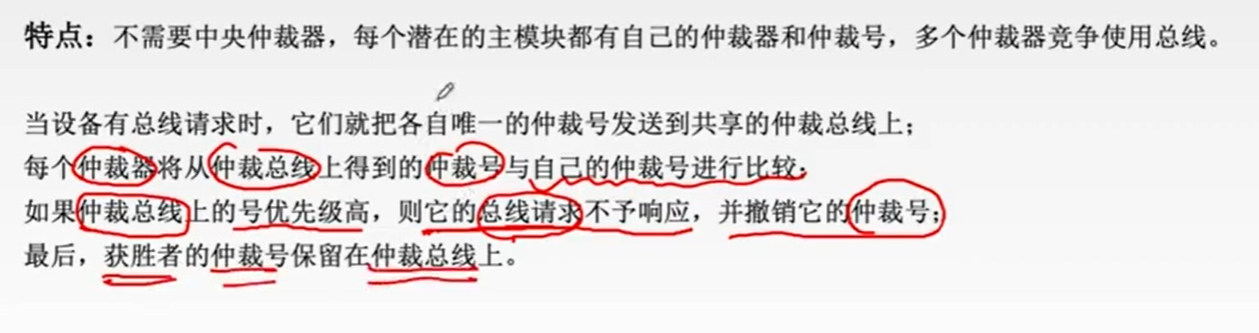 特点：不需要中央仲裁器，每个潜在的主模块都有自己的仲裁器和仲裁号，多个仲裁器竞争使用总线。
当设备有总线请求时，它们就把各自唯一的仲裁号发送到共享的仲裁总线上；
每个仲裁器将从仲裁总线上得到的仲裁号与自己的仲裁号进行比较；
如果仲裁总线上的号优先级高，则它的总线请求不予响应，并撤销它的仲裁号；
最后，获胜者的仲裁号保留在仲裁总线上。